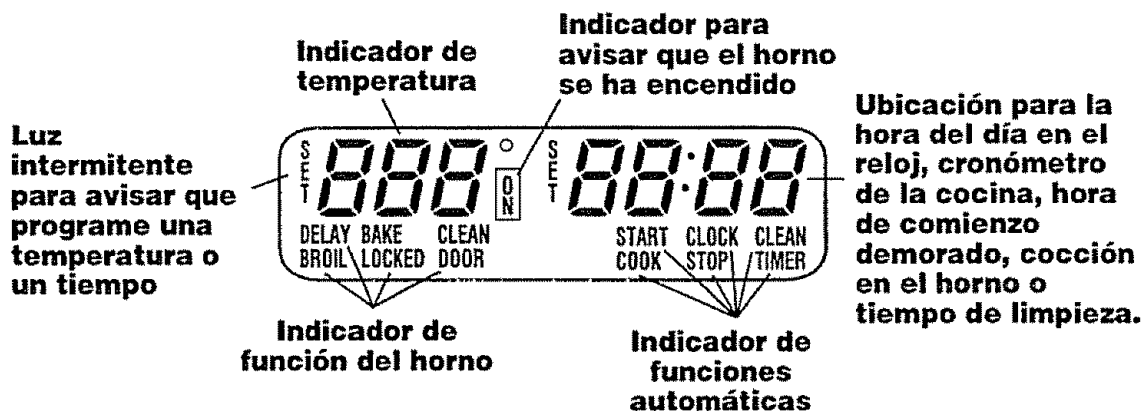 Indicador de
temperatura
Indicador para
avisar que el horno
se ha encendido
Luz
intermitente
para avisar que
programe una
temperatura o
un tiempo
SET
888°
ON
SET
88:88
DELAY BAKE CLEAN
BROIL LOCKED DOOR
START CLOCK CLEAN
COOK STOP TIMER
Ubicación para la
hora del día en el
reloj, cronómetro
de la cocina, hora
de comienzo
demorado, cocción
en el horno o
tiempo de limpieza.
Indicador de
función del horno
Indicador de
funciones
automáticas